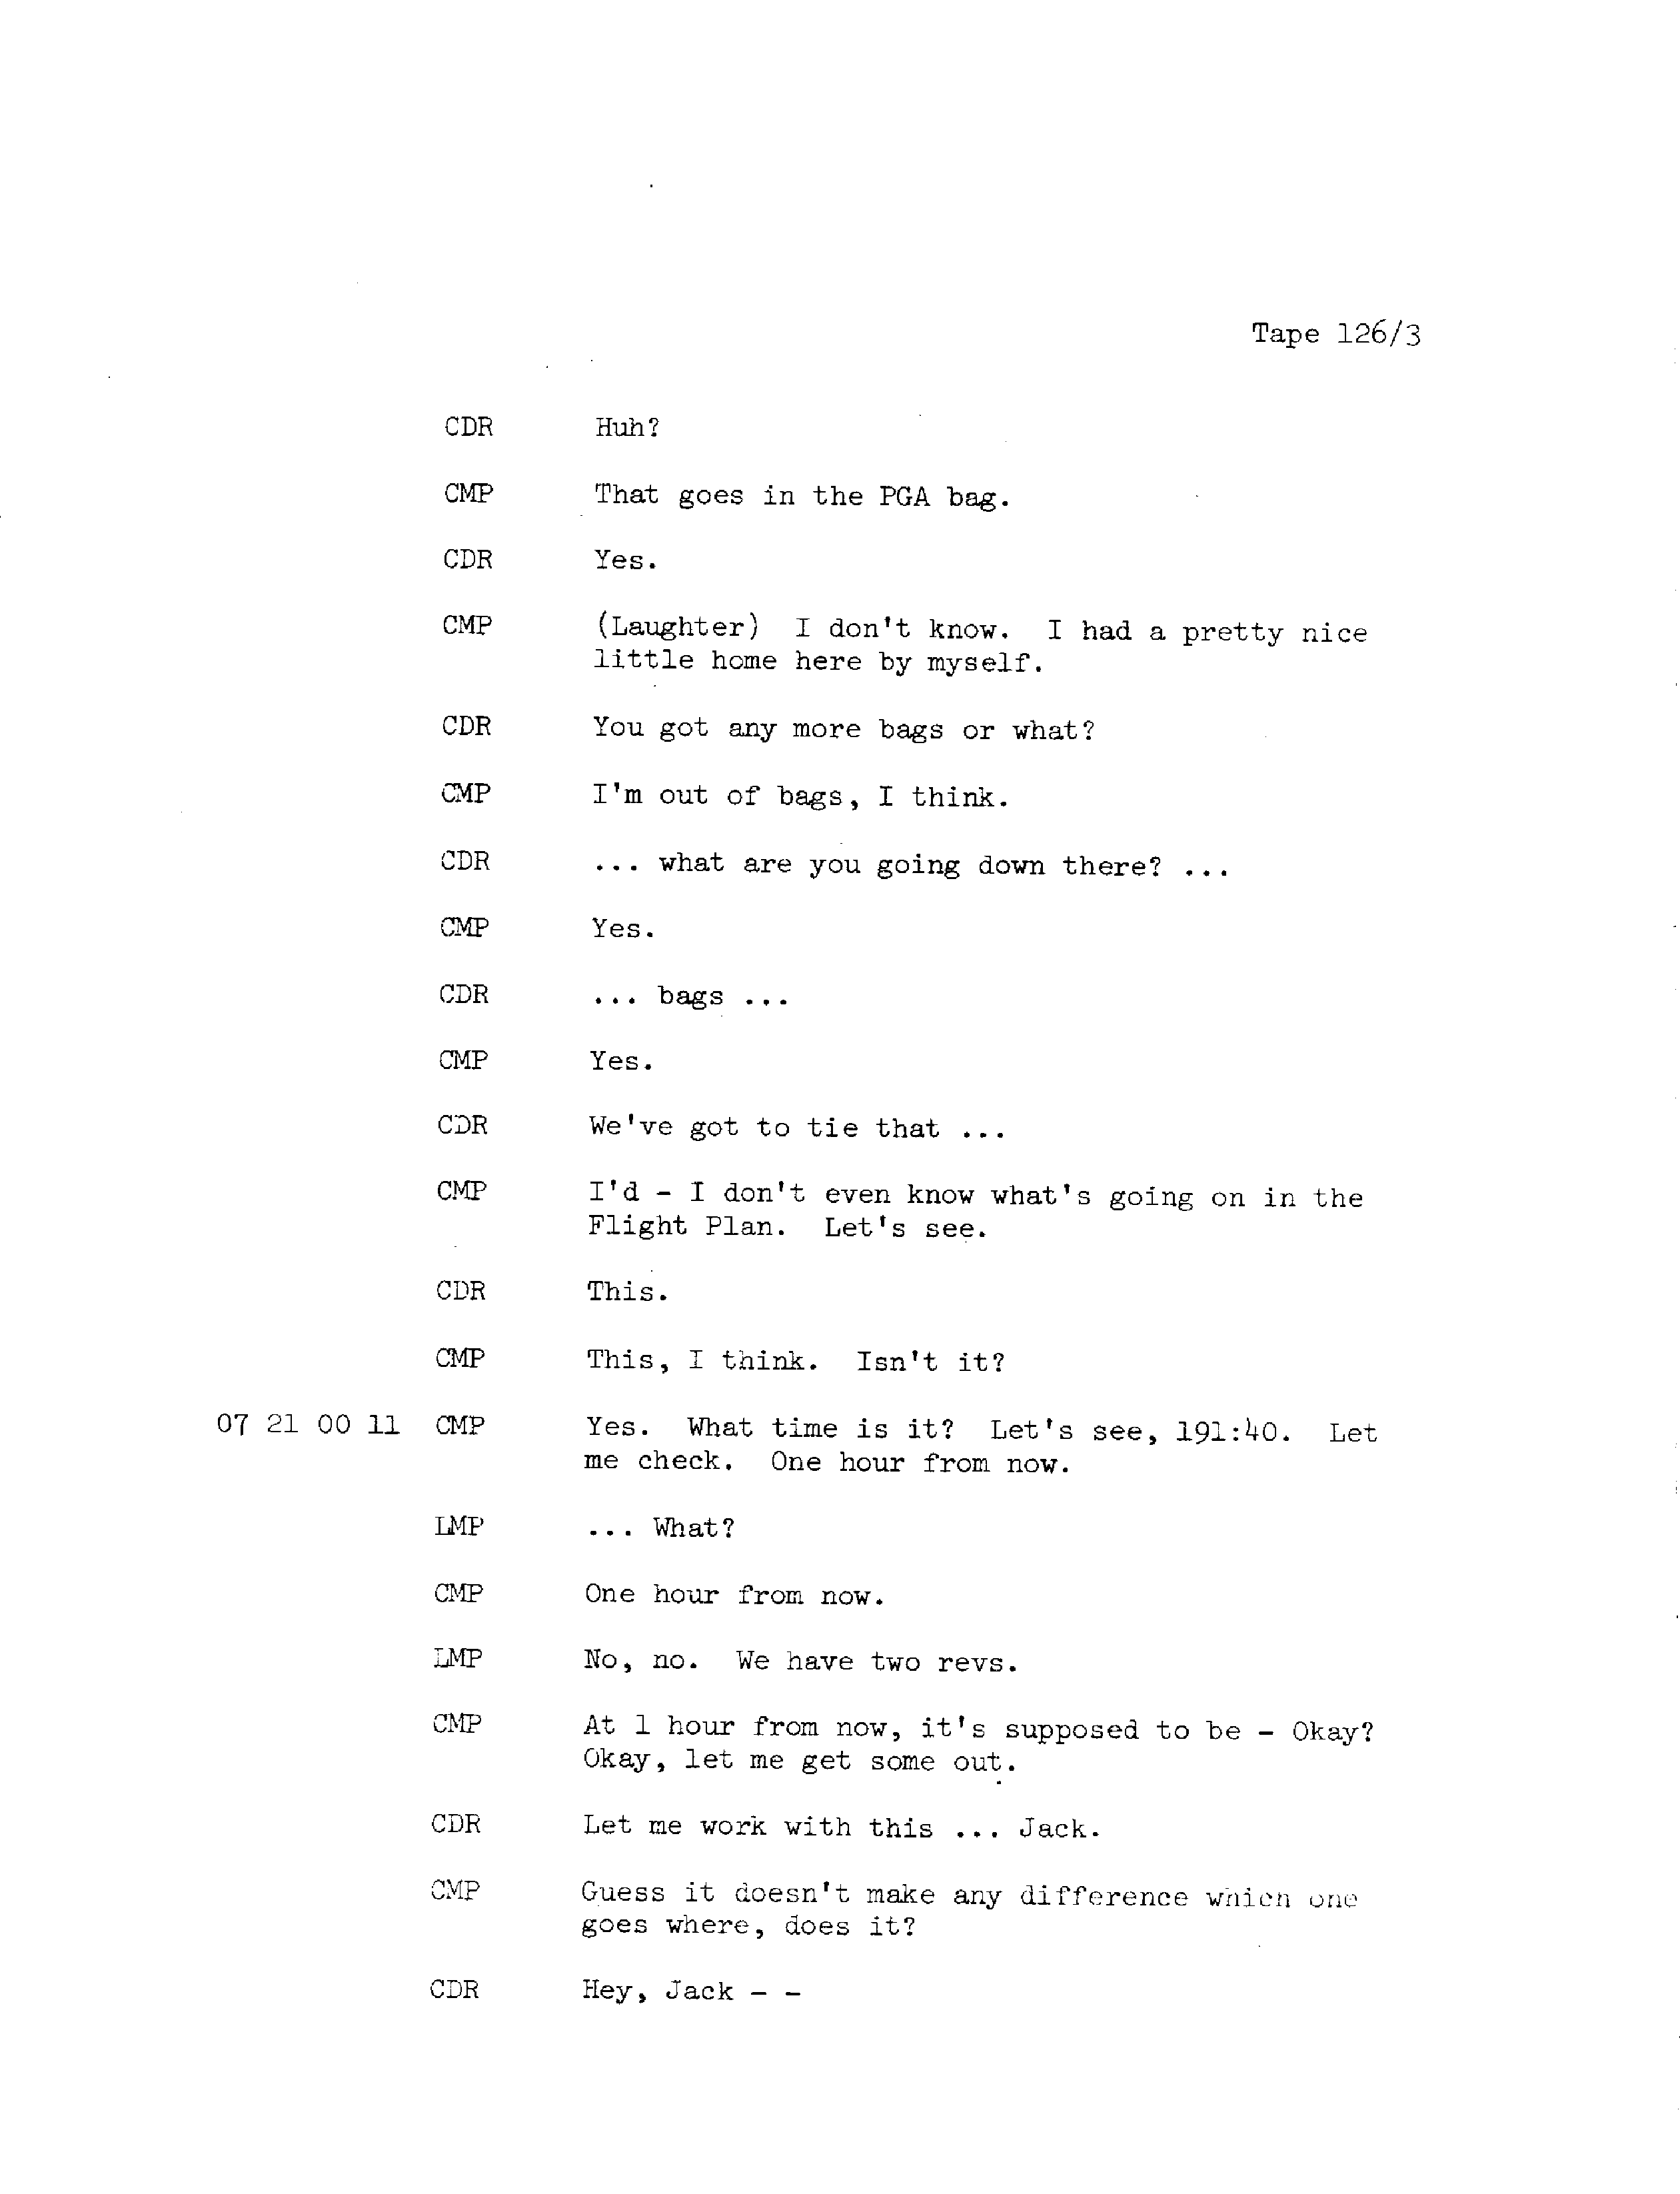 Tape 126/3
CDR Huh?
CMP That goes in the PGA bag.
CDR Yes.
CMP (Laughter) I don't know. I had a pretty nice
little home here by myself.
CDR You got any more bags or what?
CMP I'm out of bags, I think.
CDR ... what are you going down there? ...
CMP Yes.
CDR ... bags ...
CMP Yes.
CDR We've got to tie that ...
CMP I'd - I don't even know what's going on in the
Flight Plan. Let's see.
CDR This.
CMP This, I think. Isn't it?
07 21 00 11 CMP Yes. What time is it? Let's see, 191:40. Let
me check. One hour from now.
LMP ... What?
CMP One hour from now.
LMP No, no. We have two revs.
CMP At 1 hour from now, it's supposed to be - Okay?
Okay, let me get some out.
CDR Let me work with this ... Jack.
CMP Guess it doesn't make any difference which one
goes where, does it?
CDR Hey, Jack - -